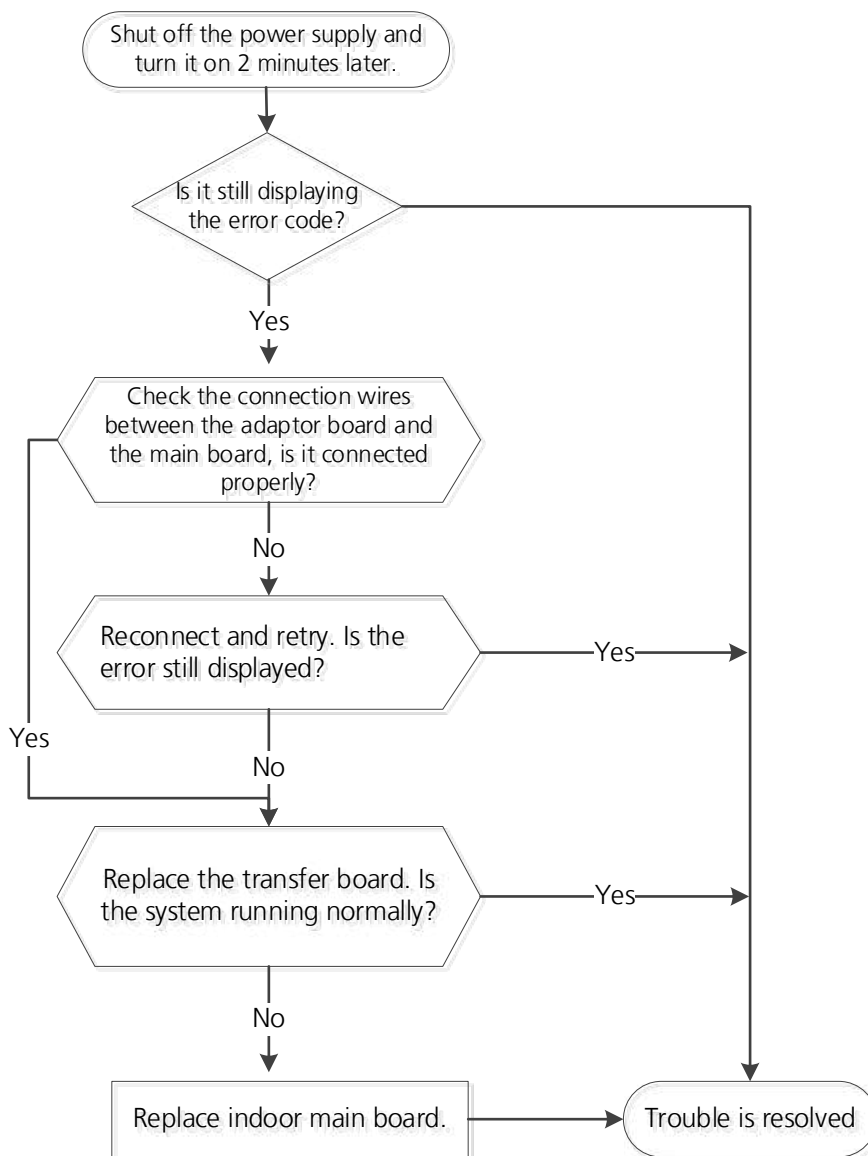 Shut off the power supply and
turn it on 2 minutes later.
Is it still displaying
the error code?
Yes
Check the connection wires
between the adaptor board and
the main board, is it connected
properly?
No
Reconnect and retry. Is the
error still displayed?
Yes
Yes
No
Replace the transfer board. Is
the system running normally?
Yes
No
Replace indoor main board.
Trouble is resolved